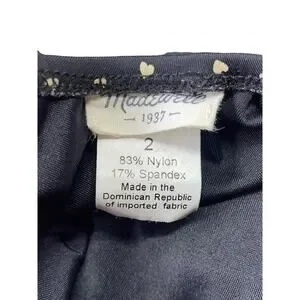 Madewell
— 1937 —
2
83% Nylon
17% Spandex
Made in the
Dominican Republic
of imported fabric